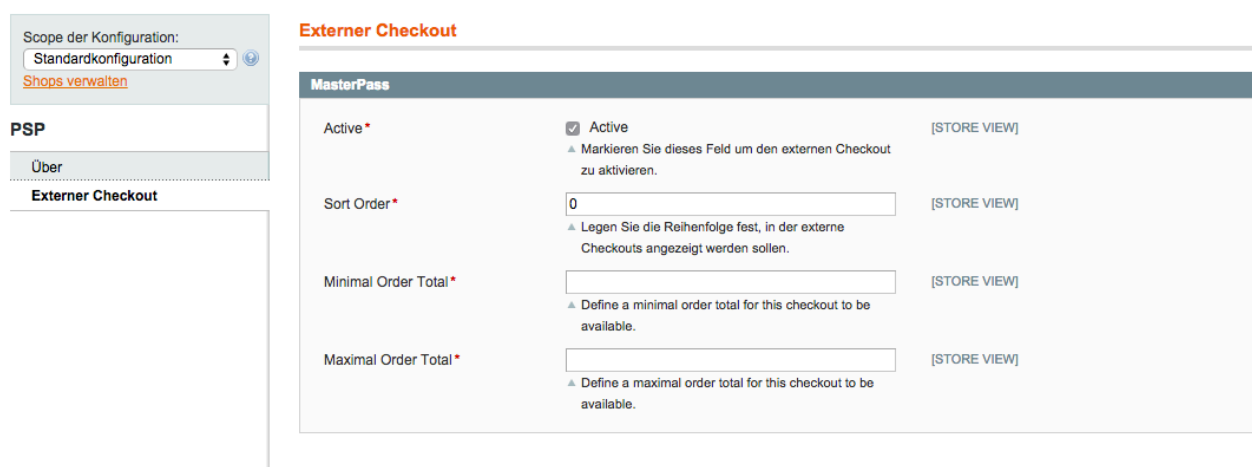 Scope der Konfiguration:
Standardkonfiguration
Shops verwalten
PSP
Über
Externer Checkout
Externer Checkout
MasterPass
Active* Active [STORE VIEW]
Markieren Sie dieses Feld um den externen Checkout
zu aktivieren.
Sort Order* 0 [STORE VIEW]
Legen Sie die Reihenfolge fest, in der externe
Checkouts angezeigt werden sollen.
Minimal Order Total* [STORE VIEW]
Define a minimal order total for this checkout to be
available.
Maximal Order Total* [STORE VIEW]
Define a maximal order total for this checkout to be
available.